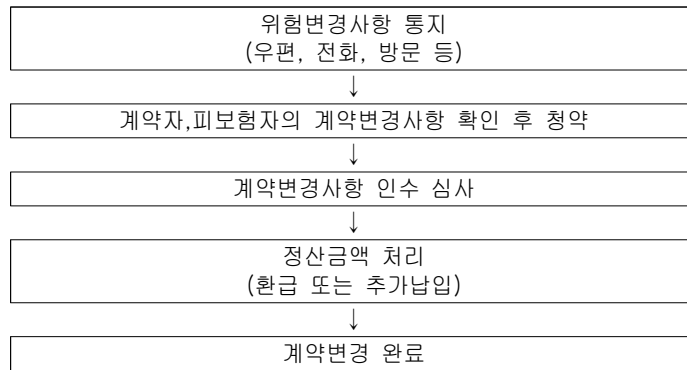 위험변경사항 통지
(우편, 전화, 방문 등)
↓
계약자,피보험자의 계약변경사항 확인 후 청약
↓
계약변경사항 인수 심사
↓
정산금액 처리
(환급 또는 추가납입)
↓
계약변경 완료